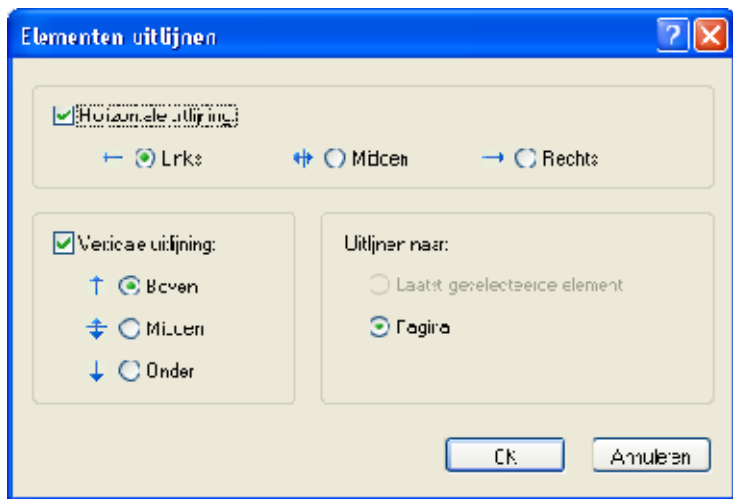 Elementen uitlijnen
Horizontale uitlijning:
Links Midden Rechts
Verticale uitlijning:
Boven
Midden
Onder
Uitlijnen naar:
Laatst geselecteerde element
Pagina
OK Annuleren